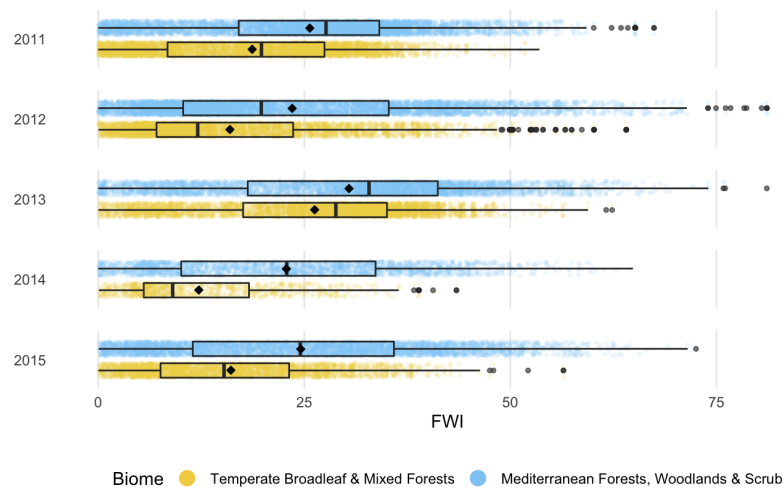 2011
2012
2013
2014
2015
0 25 50 75
FWI
Biome Temperate Broadleaf & Mixed Forests Mediterranean Forests, Woodlands & Scrub